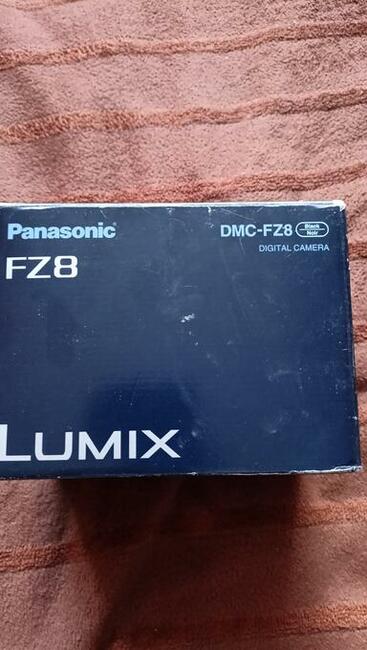 Panasonic
DMC-FZ8 Black
Noir
DIGITAL CAMERA
FZ8
LUMIX